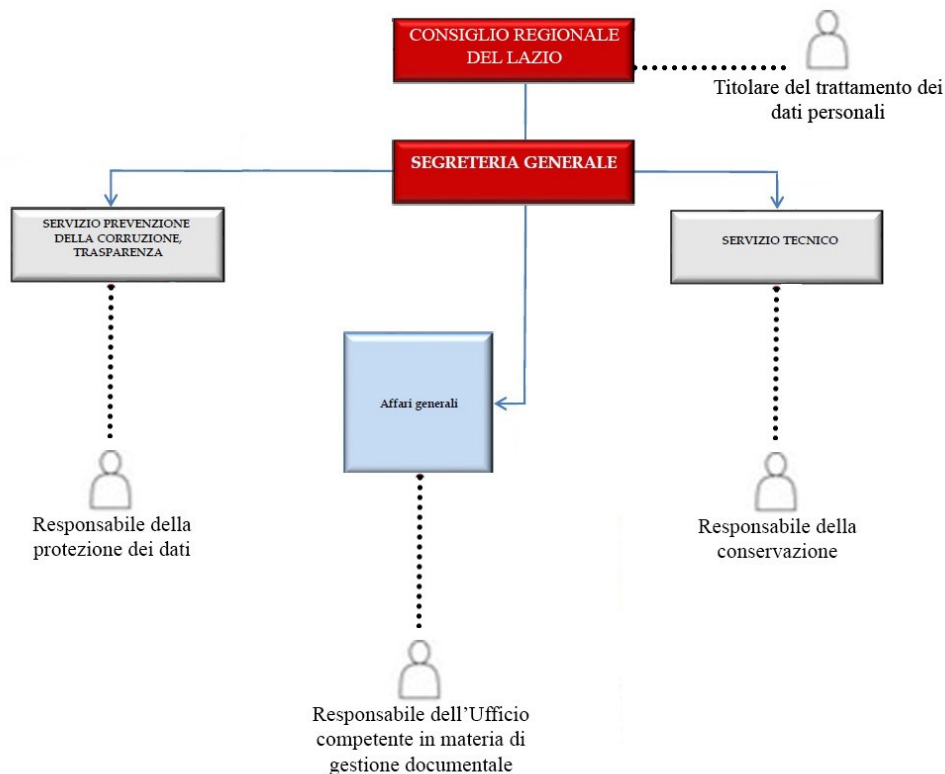 CONSIGLIO REGIONALE
DEL LAZIO
Titolare del trattamento dei
dati personali
SEGRETERIA GENERALE
SERVIZIO PREVENZIONE
DELLA CORRUZIONE,
TRASPARENZA
SERVIZIO TECNICO
Affari generali
Responsabile della
protezione dei dati
Responsabile della
conservazione
Responsabile dell’Ufficio
competente in materia di
gestione documentale